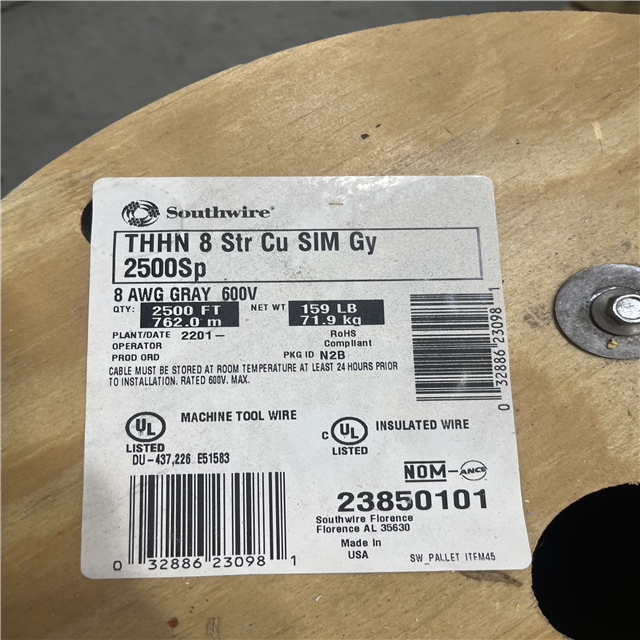 Southwire®
THHN 8 Str Cu SIM Gy
2500Sp
8 AWG GRAY 600V
QTY: 2500 FT NET WT 159 LB
762.0 m 71.9 kg
PLANT/DATE 2201- RoHS
OPERATOR Compliant
PROD ORD PKG ID N2B
CABLE MUST BE STORED AT ROOM TEMPERATURE AT LEAST 24 HOURS PRIOR
TO INSTALLATION. RATED 600V. MAX.
0 32886 23098 1
UL LISTED MACHINE TOOL WIRE
c UL LISTED INSULATED WIRE
DU-437,226 E51583
NOM-ANCE
23850101
Southwire Florence
Florence AL 35630
Made In
USA
0 32886 23098 1
SW_PALLET ITEM45